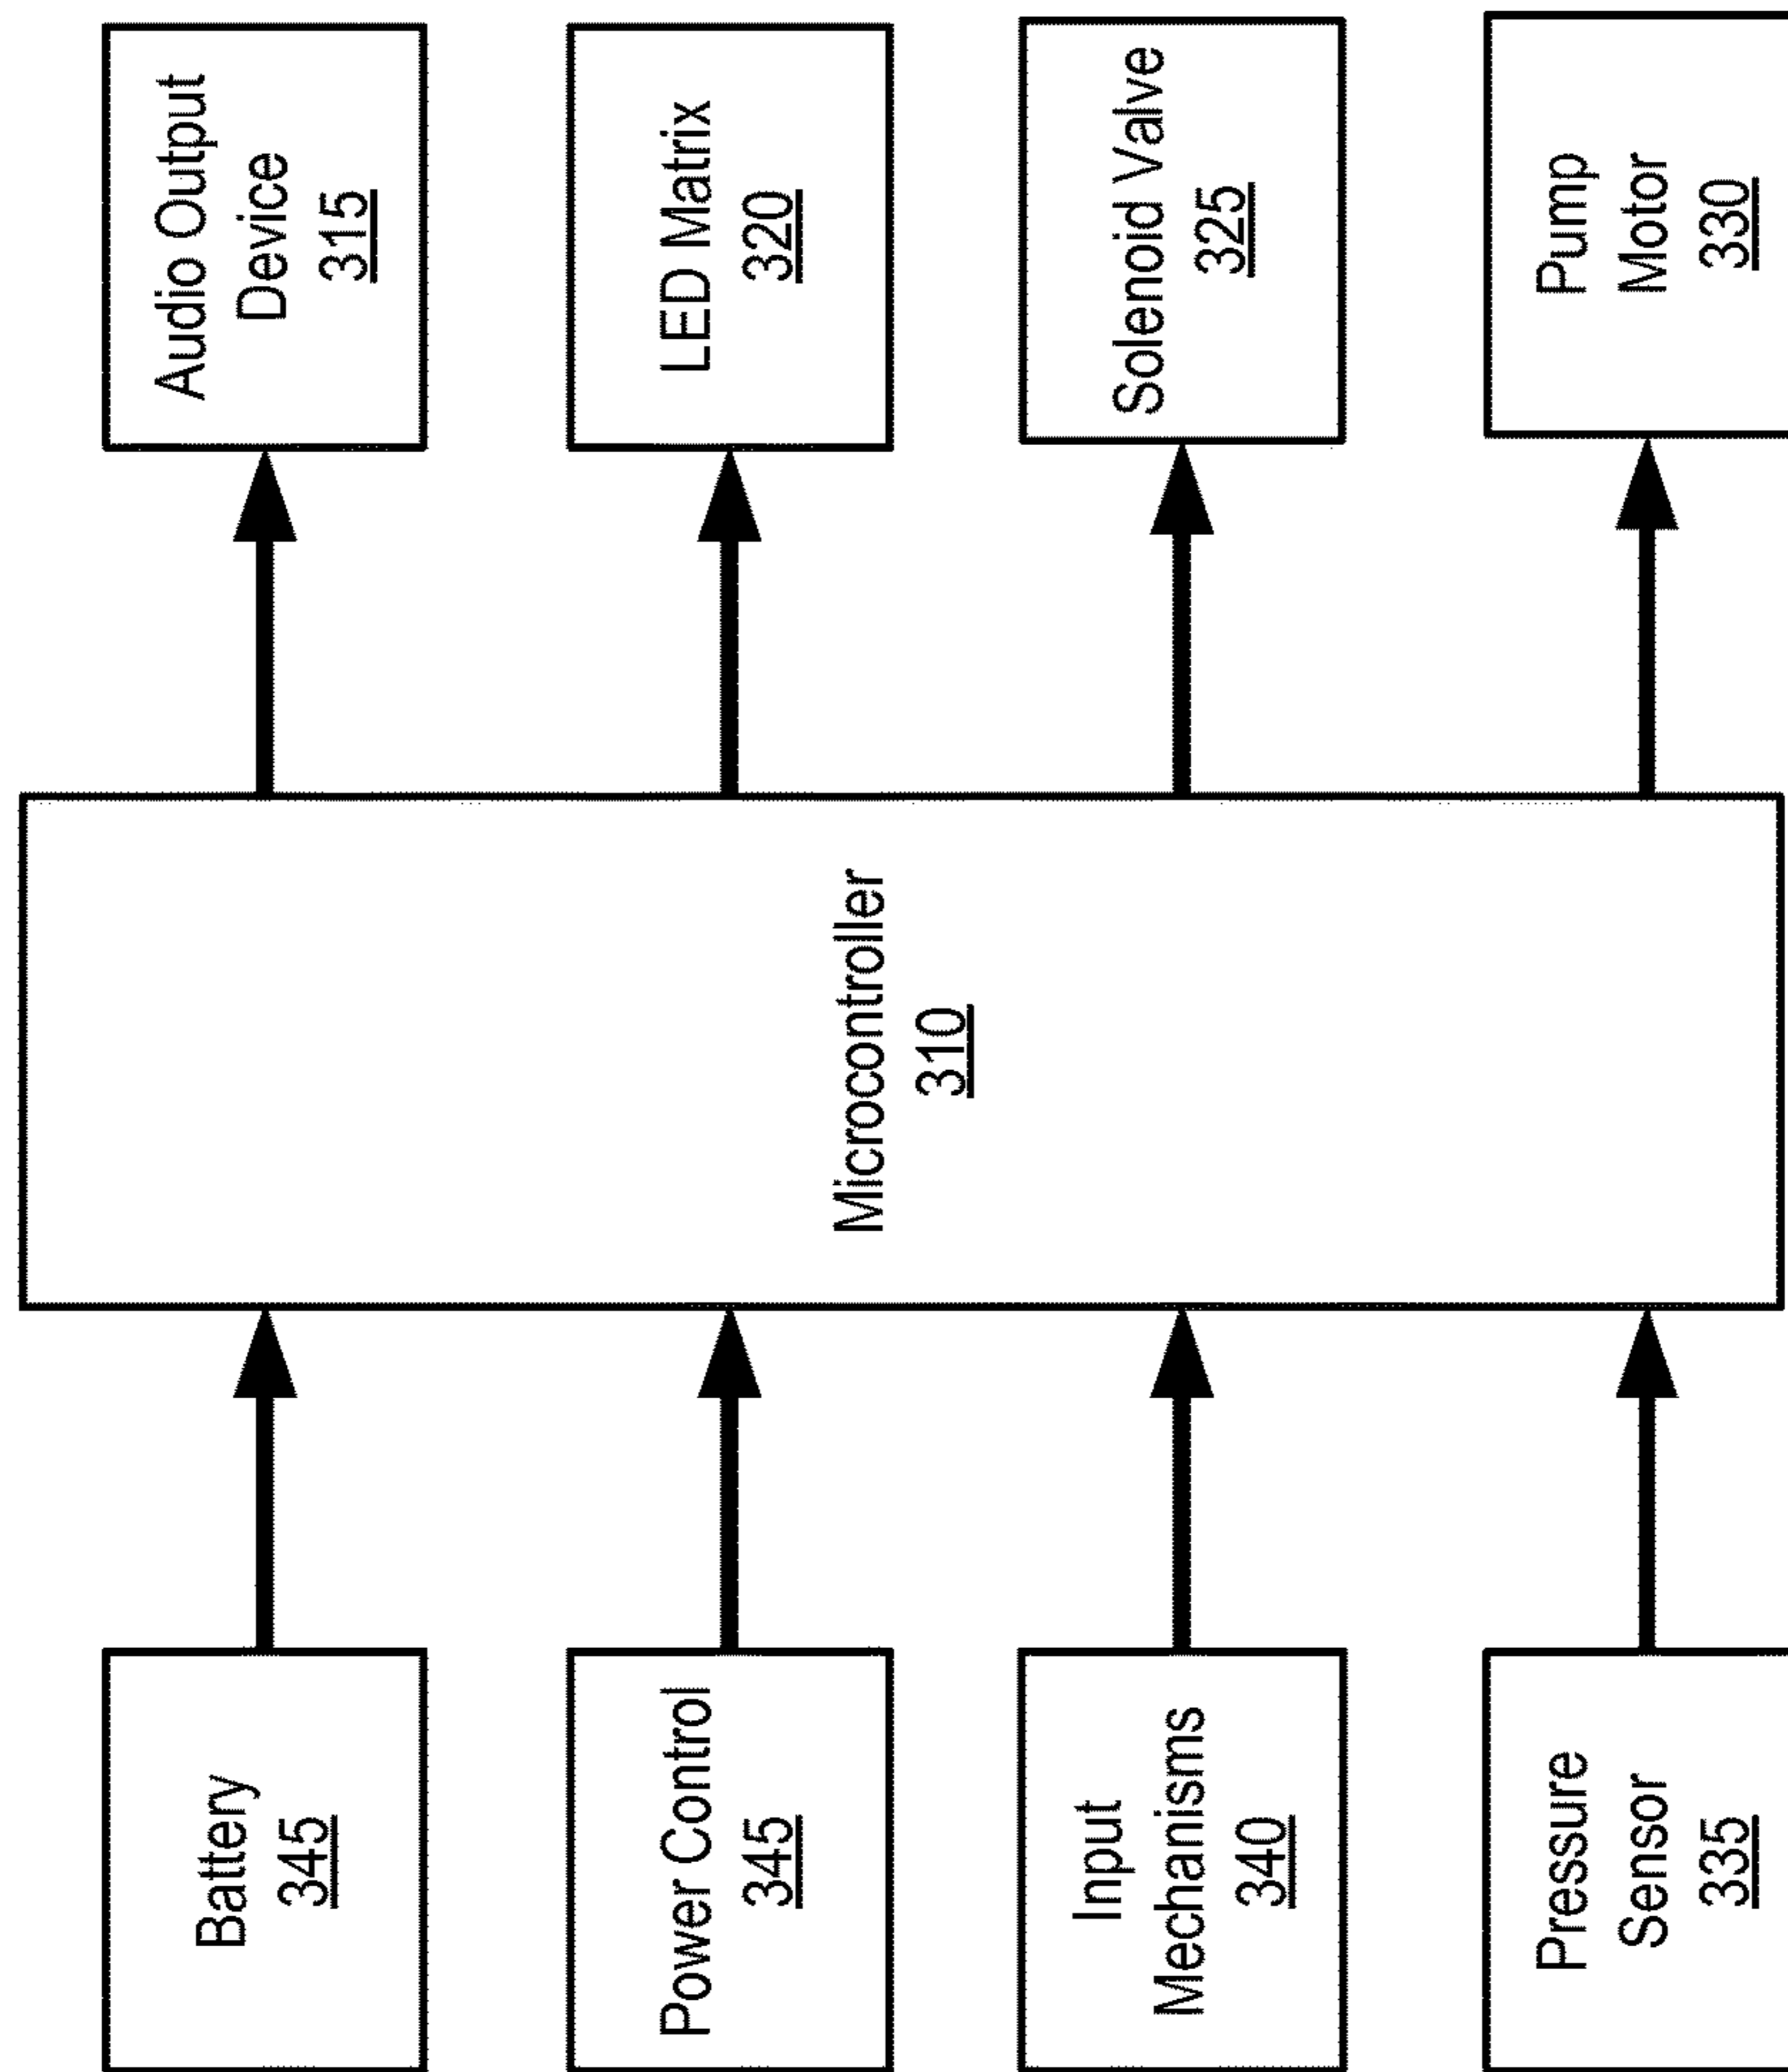 Battery
345
Power Control
345
Input
Mechanisms
340
Pressure
Sensor
335
Microcontroller
310
Audio Output
Device
315
LED Matrix
320
Solenoid Valve
325
Pump
Motor
330